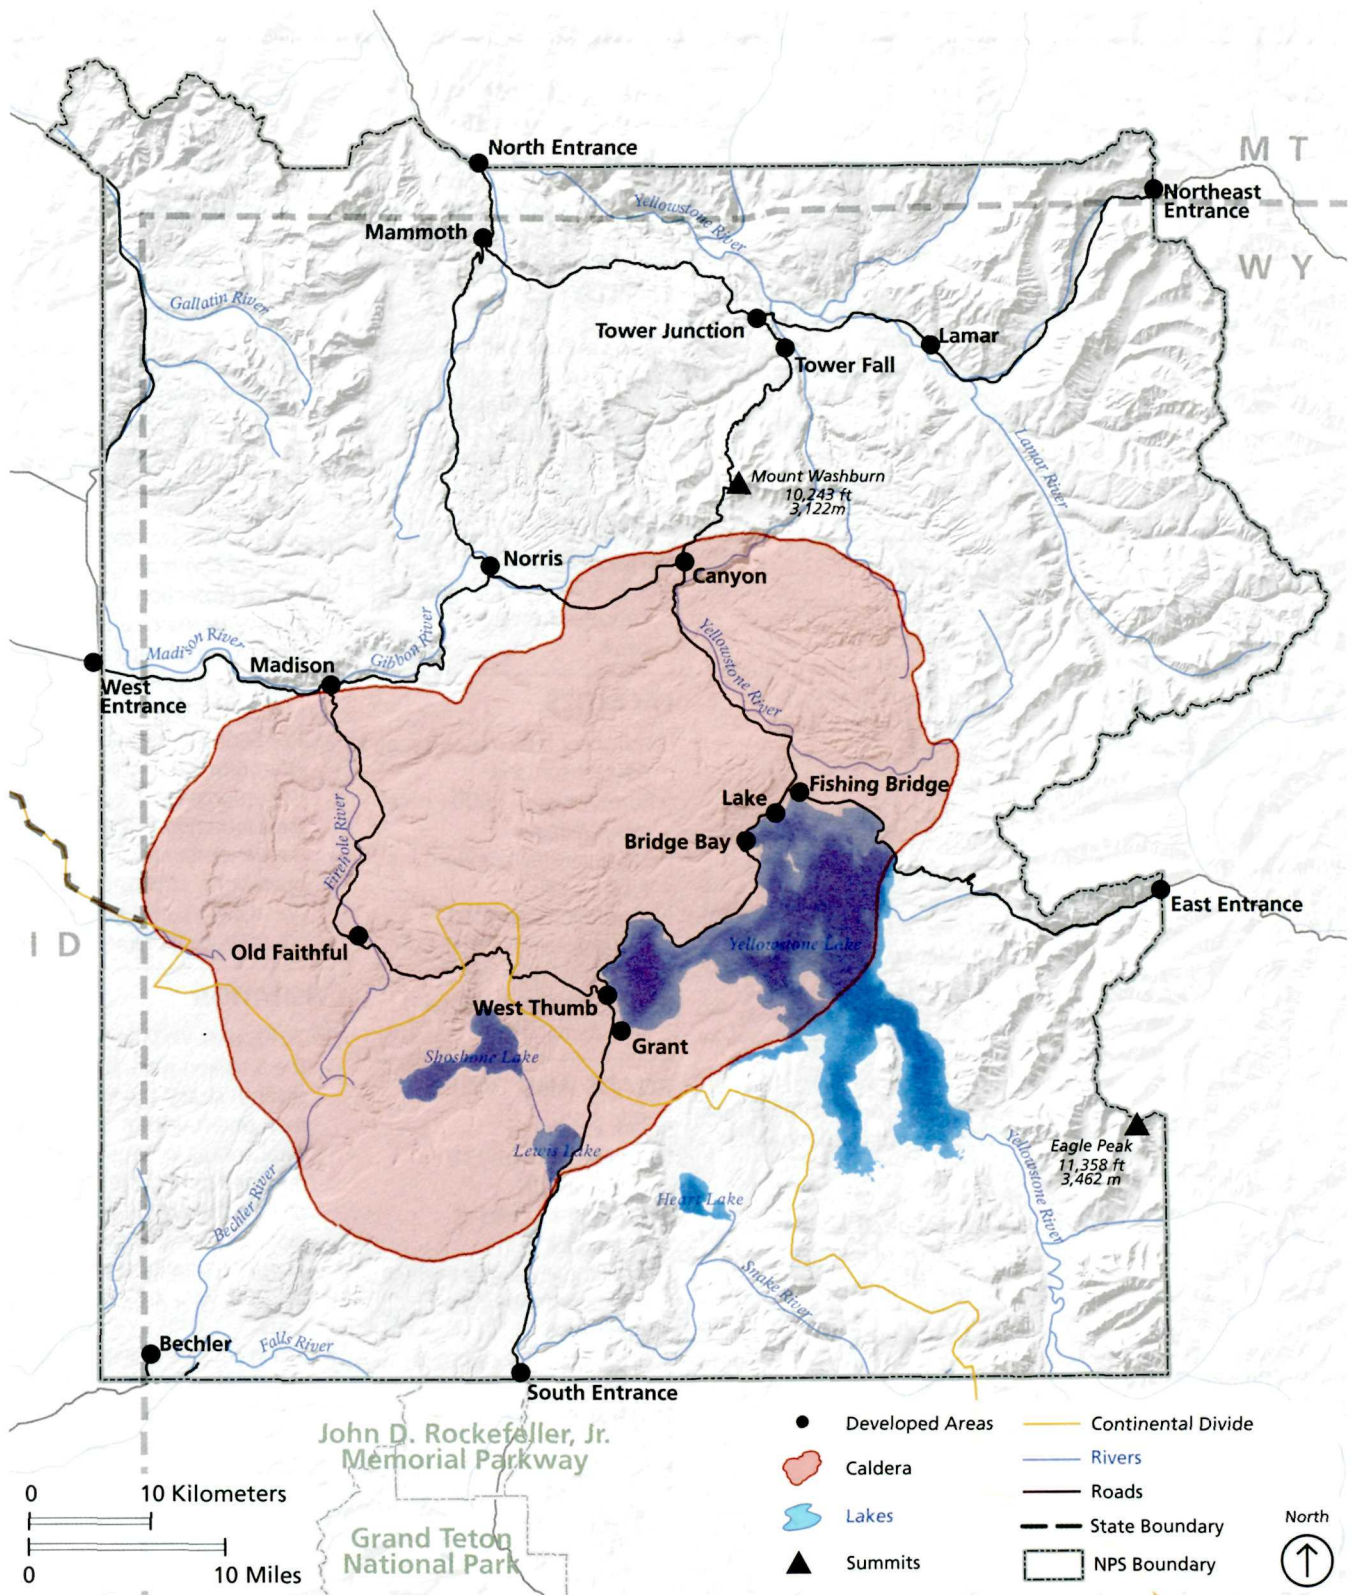 North Entrance
M T
Northeast
Entrance
Yellowstone River
Mammoth
W Y
Gallatin River
Tower Junction
Lamar
Tower Fall
Lamar River
Mount Washburn
10,243 ft
3,122m
Norris
Canyon
Madison River
Gibbon River
Yellowstone River
Madison
West
Entrance
Fishing Bridge
Lake
Bridge Bay
Firehole River
East Entrance
I D
Old Faithful
Yellowstone Lake
West Thumb
Grant
Shoshone Lake
Lewis Lake
Eagle Peak
11,358 ft
3,462 m
Yellowstone River
Heart Lake
Bechler River
Snake River
Bechler
Falls River
South Entrance
John D. Rockefeller, Jr.
Memorial Parkway
Grand Teton
National Park
0 10 Kilometers
0 10 Miles
Developed Areas
Caldera
Lakes
Summits
Continental Divide
Rivers
Roads
State Boundary
NPS Boundary
North